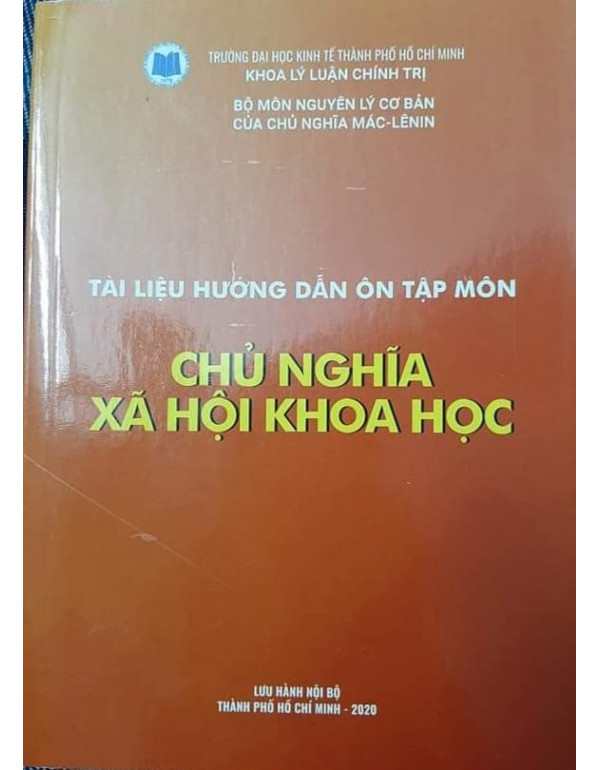 TRƯỜNG ĐẠI HỌC KINH TẾ THÀNH PHỐ HỒ CHÍ MINH
KHOA LÝ LUẬN CHÍNH TRỊ
BỘ MÔN NGUYÊN LÝ CƠ BẢN
CỦA CHỦ NGHĨA MÁC-LÊNIN
TÀI LIỆU HƯỚNG DẪN ÔN TẬP MÔN
CHỦ NGHĨA
XÃ HỘI KHOA HỌC
LƯU HÀNH NỘI BỘ
THÀNH PHỐ HỒ CHÍ MINH - 2020